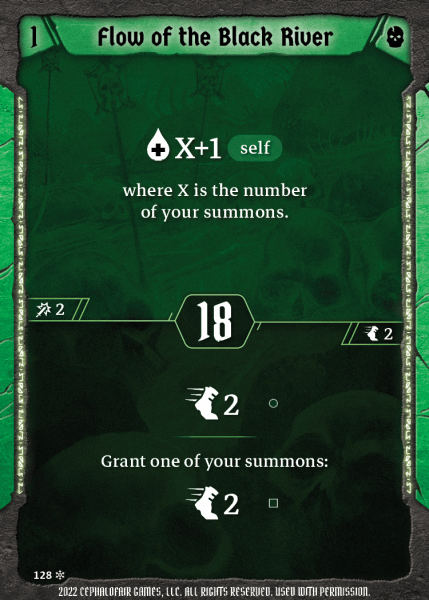 1 Flow of the Black River
X+1 self
where X is the number
of your summons.
2
18
2
2
Grant one of your summons:
2
128
2022 CEPHALOFAIR GAMES, LLC. ALL RIGHTS RESERVED. USED WITH PERMISSION.